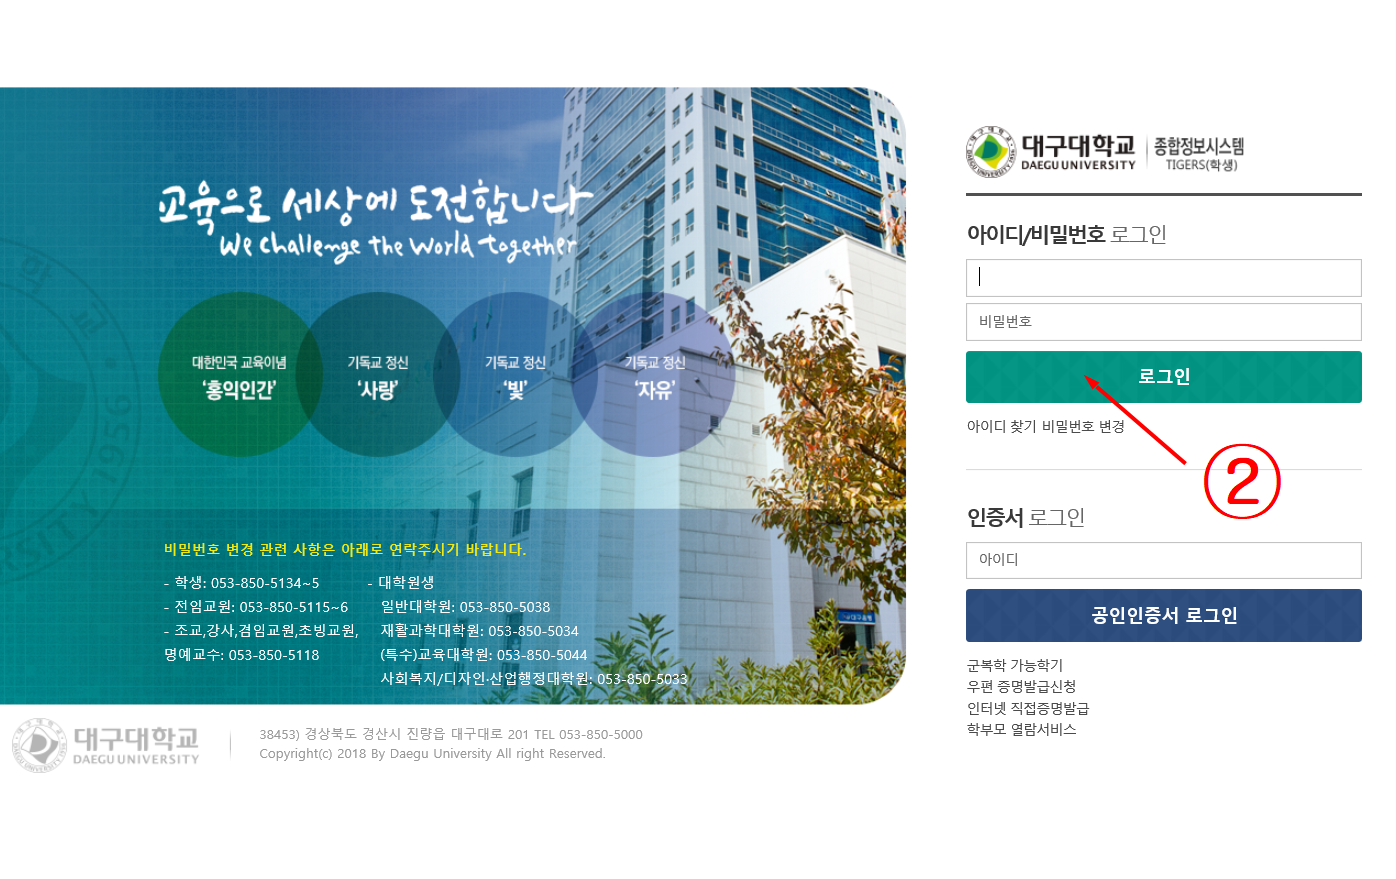 교육으로 세상에 도전합니다
We challenge the World together
대한민국 교육이념
'홍익인간'
기독교 정신
'사랑'
기독교 정신
'빛'
기독교 정신
'자유'
비밀번호 변경 관련 사항은 아래로 연락주시기 바랍니다.
- 학생: 053-850-5134~5
- 전임교원: 053-850-5115~6
- 조교,강사,겸임교원,초빙교원,
명예교수: 053-850-5118
- 대학원생
일반대학원: 053-850-5038
재활과학대학원: 053-850-5034
(특수)교육대학원: 053-850-5044
사회복지/디자인·산업행정대학원: 053-850-5033
대구대학교
DAEGU UNIVERSITY
38453) 경상북도 경산시 진량읍 대구대로 201 TEL 053-850-5000
Copyright(c) 2018 By Daegu University All right Reserved.
대구대학교
DAEGU UNIVERSITY
종합정보시스템
TIGERS(학생)
아이디/비밀번호 로그인
비밀번호
로그인
아이디 찾기 비밀번호 변경
②
인증서 로그인
아이디
공인인증서 로그인
군복학 가능학기
우편 증명발급신청
인터넷 직접증명발급
학부모 열람서비스